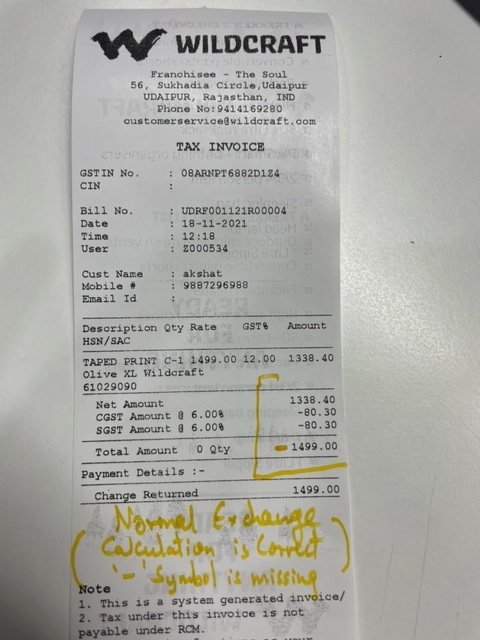 WILDCRAFT
Franchisee - The Soul
56, Sukhadia Circle,Udaipur
UDAIPUR, Rajasthan, IND
Phone No:9414169280
customerservice@wildcraft.com
TAX INVOICE
GSTIN No. : 08ARNPT6882D1Z4
CIN :
Bill No. : UDRF001121R00004
Date : 18-11-2021
Time : 12:18
User : Z000534
Cust Name : akshat
Mobile # : 9887296988
Email Id :
Description Qty Rate GST% Amount
HSN/SAC
TAPED PRINT C-1 1499.00 12.00 1338.40
Olive XL Wildcraft
61029090
Net Amount 1338.40
CGST Amount @ 6.00% -80.30
SGST Amount @ 6.00% -80.30
Total Amount 0 Qty - 1499.00
Payment Details :-
Change Returned 1499.00
Normal Exchange
(Calculation is Correct
'-' Symbol is missing)
Note
1. This is a system generated invoice/
2. Tax under this invoice is not
payable under RCM.